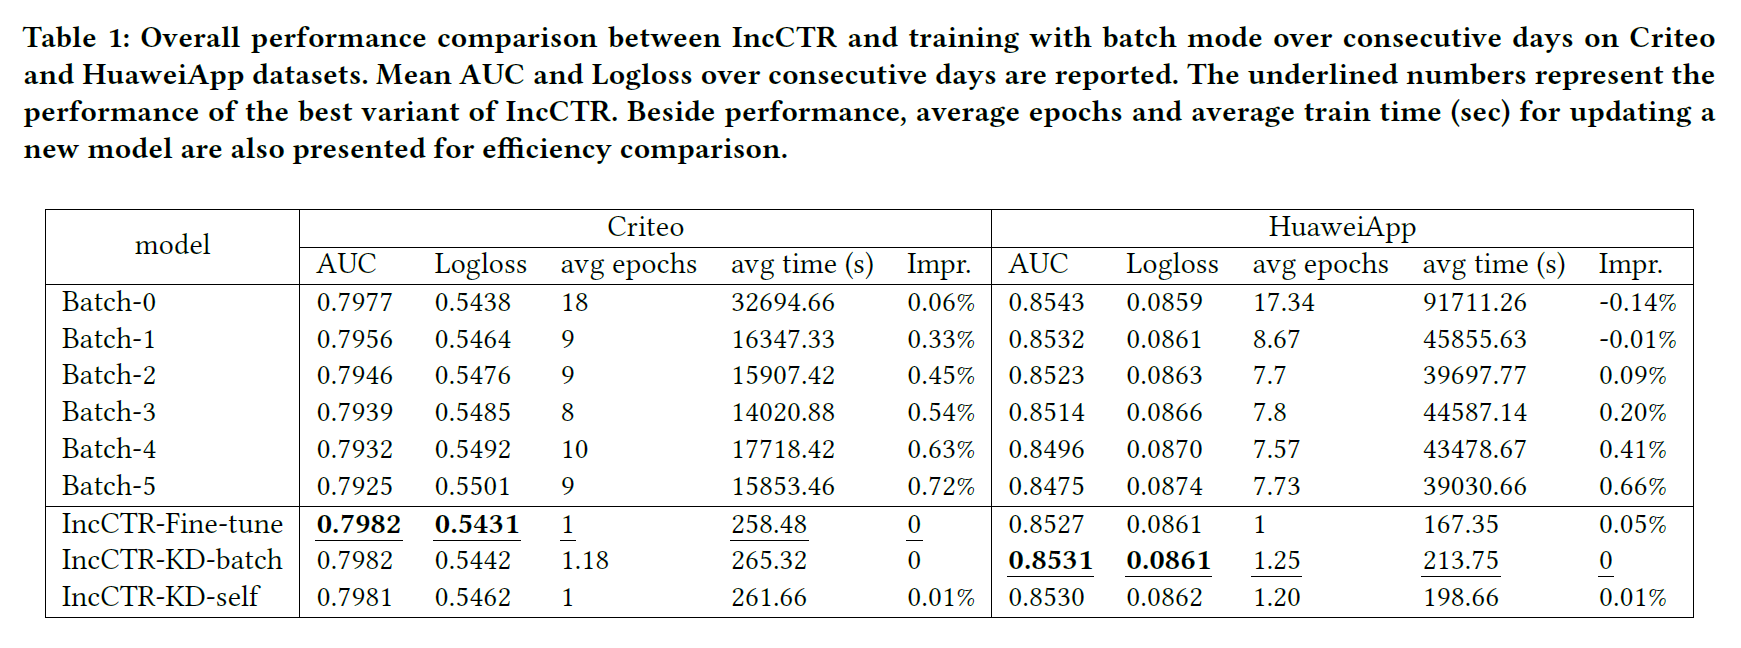 Table 1: Overall performance comparison between IncCTR and training with batch mode over consecutive days on Criteo
and HuaweiApp datasets. Mean AUC and Logloss over consecutive days are reported. The underlined numbers represent the
performance of the best variant of IncCTR. Beside performance, average epochs and average train time (sec) for updating a
new model are also presented for efficiency comparison.
model Criteo HuaweiApp
AUC Logloss avg epochs avg time (s) Impr. AUC Logloss avg epochs avg time (s) Impr.
Batch-0 0.7977 0.5438 18 32694.66 0.06% 0.8543 0.0859 17.34 91711.26 -0.14%
Batch-1 0.7956 0.5464 9 16347.33 0.33% 0.8532 0.0861 8.67 45855.63 -0.01%
Batch-2 0.7946 0.5476 9 15907.42 0.45% 0.8523 0.0863 7.7 39697.77 0.09%
Batch-3 0.7939 0.5485 8 14020.88 0.54% 0.8514 0.0866 7.8 44587.14 0.20%
Batch-4 0.7932 0.5492 10 17718.42 0.63% 0.8496 0.0870 7.57 43478.67 0.41%
Batch-5 0.7925 0.5501 9 15853.46 0.72% 0.8475 0.0874 7.73 39030.66 0.66%
IncCTR-Fine-tune 0.7982 0.5431 1 258.48 0 0.8527 0.0861 1 167.35 0.05%
IncCTR-KD-batch 0.7982 0.5442 1.18 265.32 0 0.8531 0.0861 1.25 213.75 0
IncCTR-KD-self 0.7981 0.5462 1 261.66 0.01% 0.8530 0.0862 1.20 198.66 0.01%